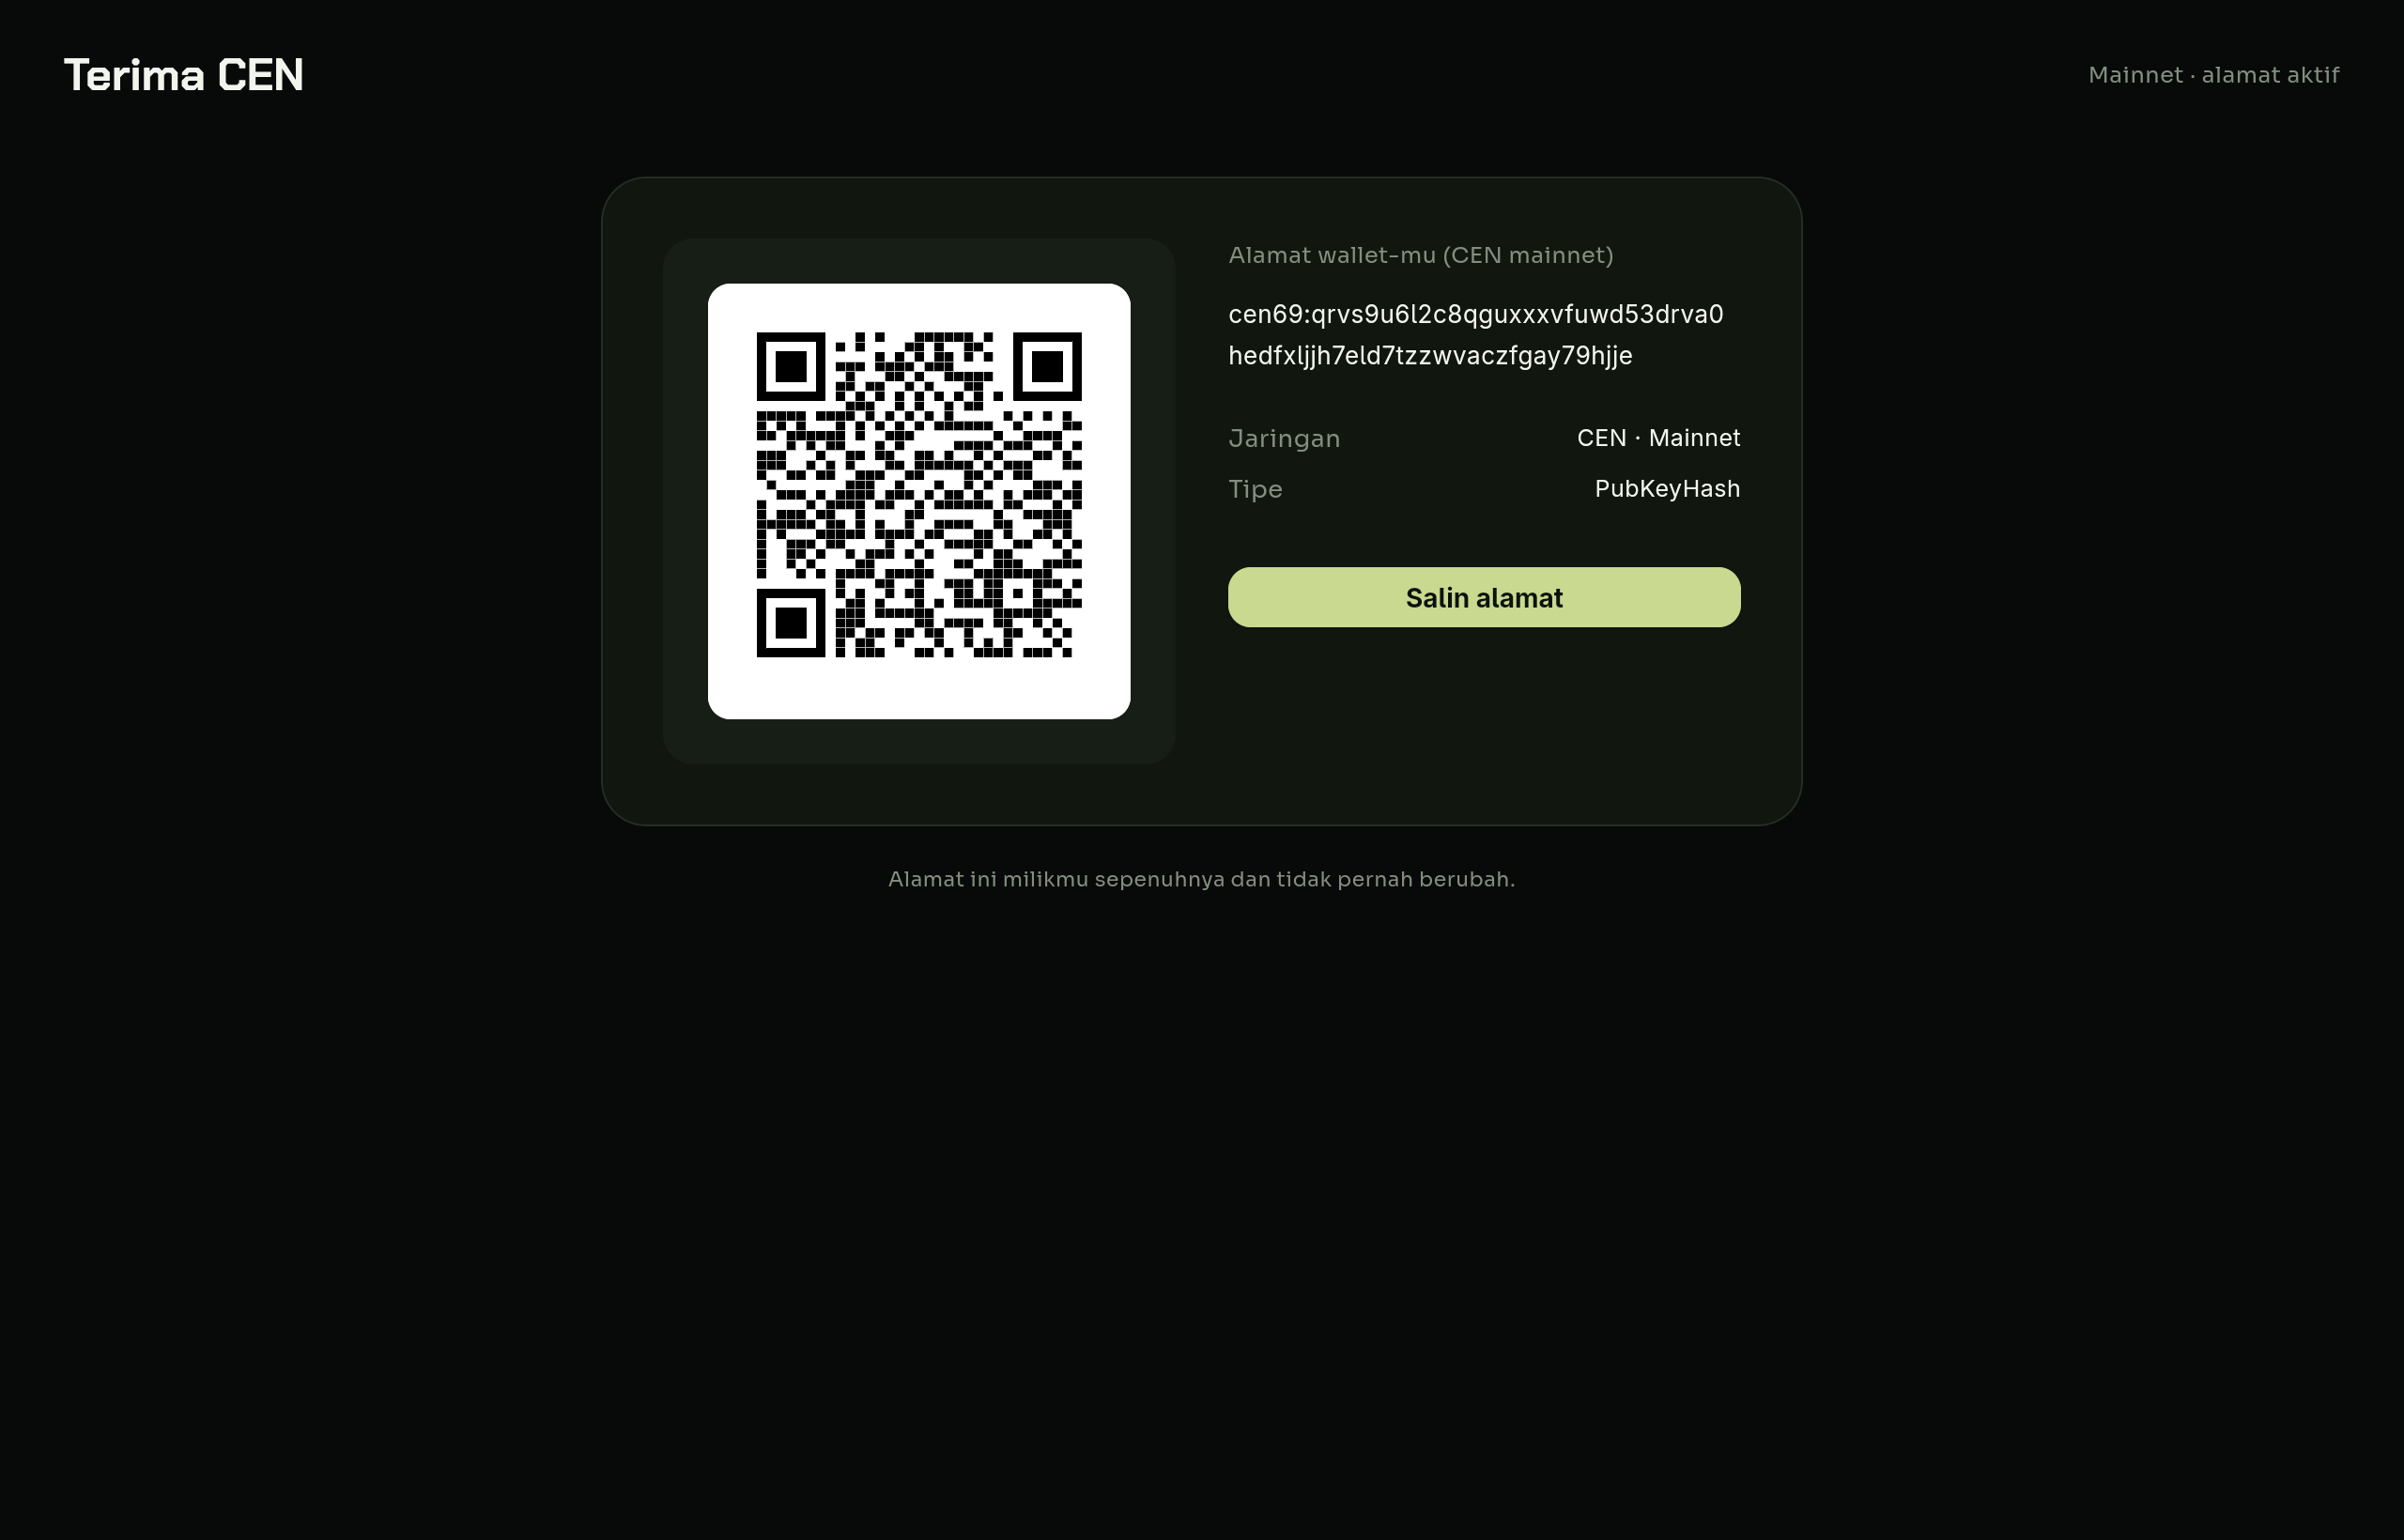 Terima CEN
Mainnet · alamat aktif
Alamat wallet-mu (CEN mainnet)
cen69:qrvs9u6l2c8qguxxxvfuwd53drva0
hedfxljjh7eld7tzzwvaczfgay79hjje
Jaringan CEN · Mainnet
Tipe PubKeyHash
Salin alamat
Alamat ini milikmu sepenuhnya dan tidak pernah berubah.